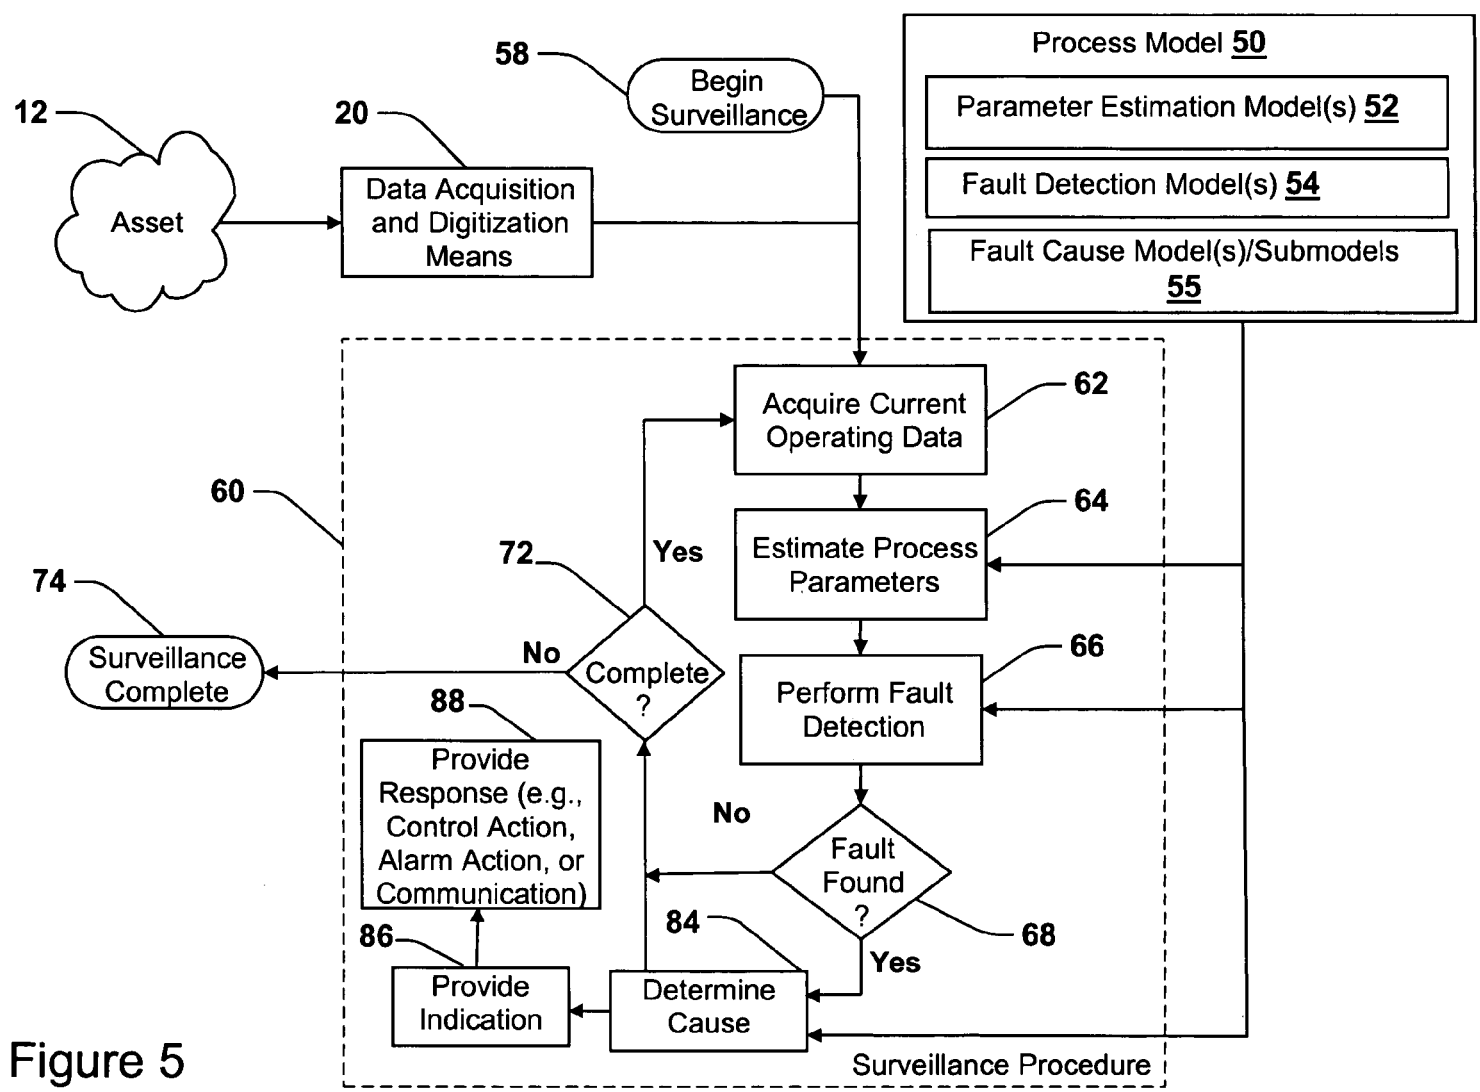 58
Begin
Surveillance
Process Model 50
Parameter Estimation Model(s) 52
Fault Detection Model(s) 54
Fault Cause Model(s)/Submodels
55
12
Asset
20
Data Acquisition
and Digitization
Means
62
Acquire Current
Operating Data
60
64
Estimate Process
Parameters
72
Yes
74
Surveillance
Complete
No
Complete
?
66
Perform Fault
Detection
88
Provide
Response (e.g.,
Control Action,
Alarm Action, or
Communication)
No
Fault
Found
?
68
Yes
86
Provide
Indication
84
Determine
Cause
Surveillance Procedure
Figure 5